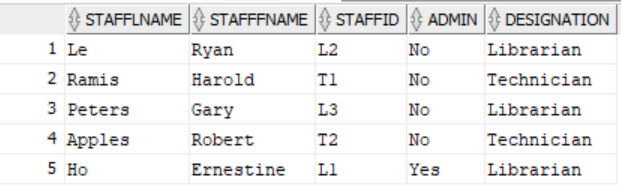 STAFFLNAME STAFFFNAME STAFFID ADMIN DESIGNATION
1 Le Ryan L2 No Librarian
2 Ramis Harold T1 No Technician
3 Peters Gary L3 No Librarian
4 Apples Robert T2 No Technician
5 Ho Ernestine L1 Yes Librarian